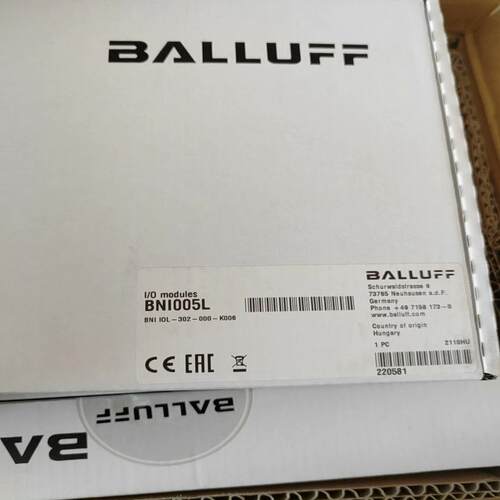 BALLUFF
I/O modules
BNI005L
BNI IOL-302-000-K006
BALLUFF
Schurwaldstrasse 9
73765 Neuhausen a.d.F.
Germany
Phone +49 7158 173-0
www.balluff.com
Country of origin
Hungary
1 PC 2118HU
220581
CE EAC
BALLUFF
BA